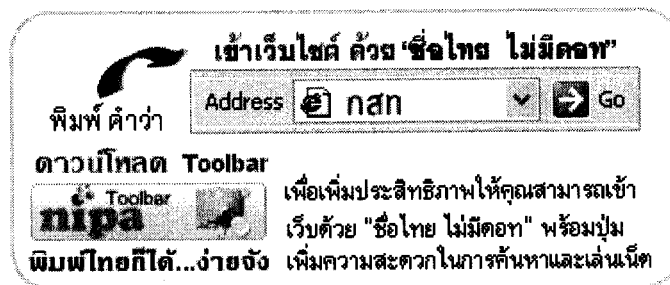 เข้าเว็บไซต์ ด้วย "ชื่อไทย ไม่มีดอท"
พิมพ์ คำว่า
Address กสท Go
ดาวน์โหลด Toolbar
nipa Toolbar
พิมพ์ไทยก็ได้...ง่ายจัง
เพื่อเพิ่มประสิทธิภาพให้คุณสามารถเข้า
เว็บด้วย "ชื่อไทย ไม่มีดอท" พร้อมปุ่ม
เพิ่มความสะดวกในการค้นหาและเล่นเน็ต